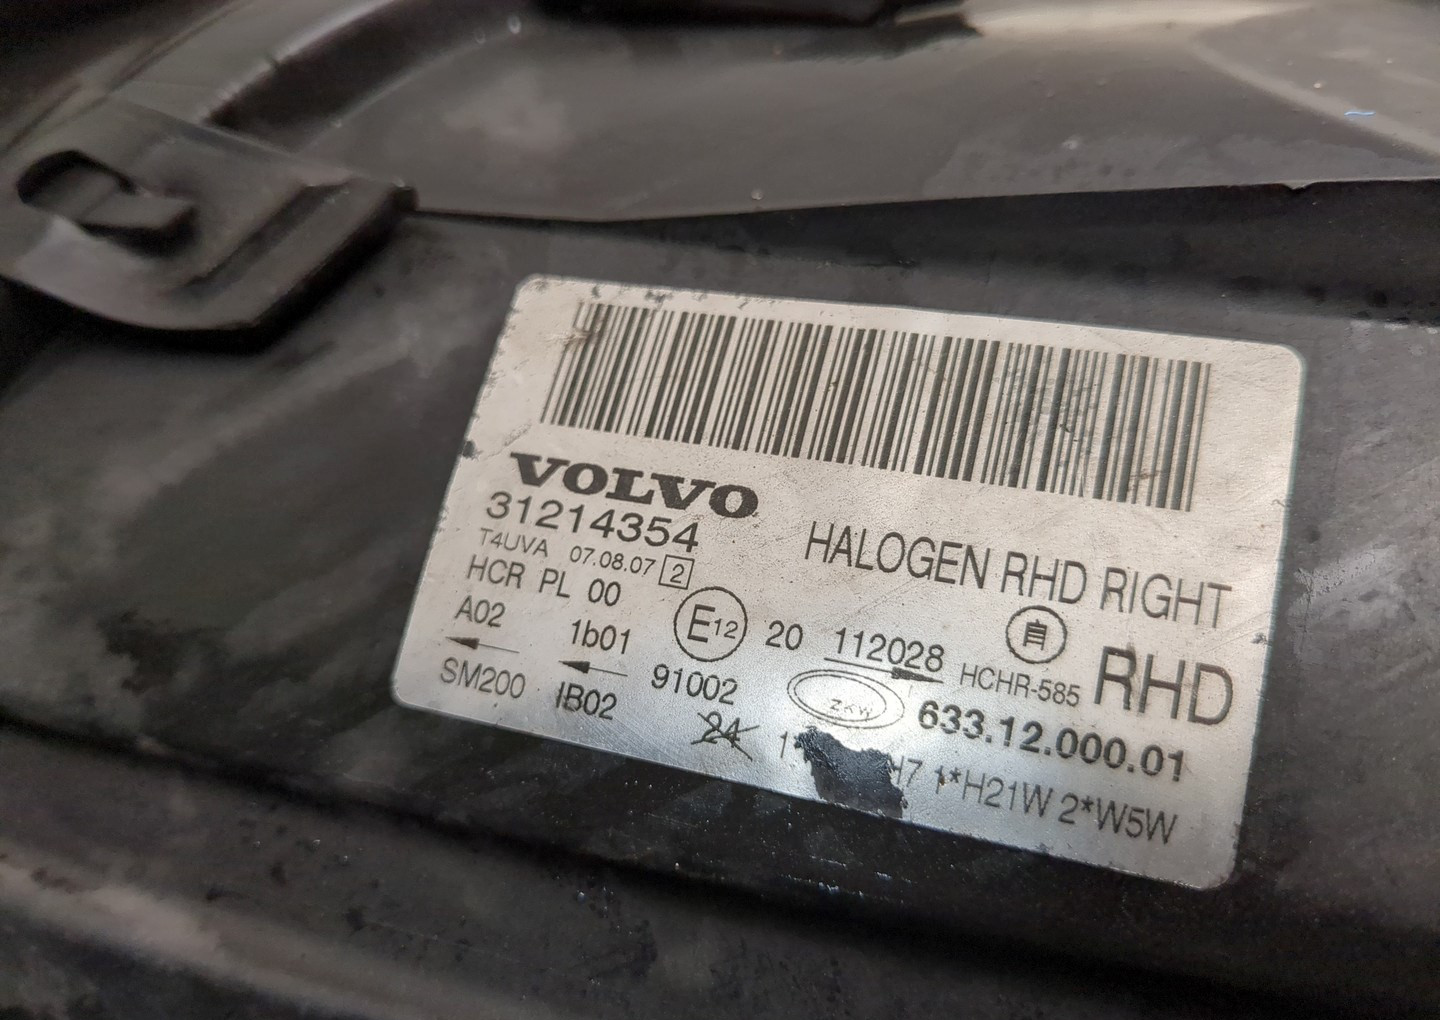 VOLVO
31214354
HALOGEN RHD RIGHT
T4UVA 07.08.07 2
HCR PL 00
A02 1b01 E12 20 112028 自
HCHR-585 RHD
SM200 IB02 91002 ZKW 633.12.000.01
24 H7 1*H21W 2*W5W